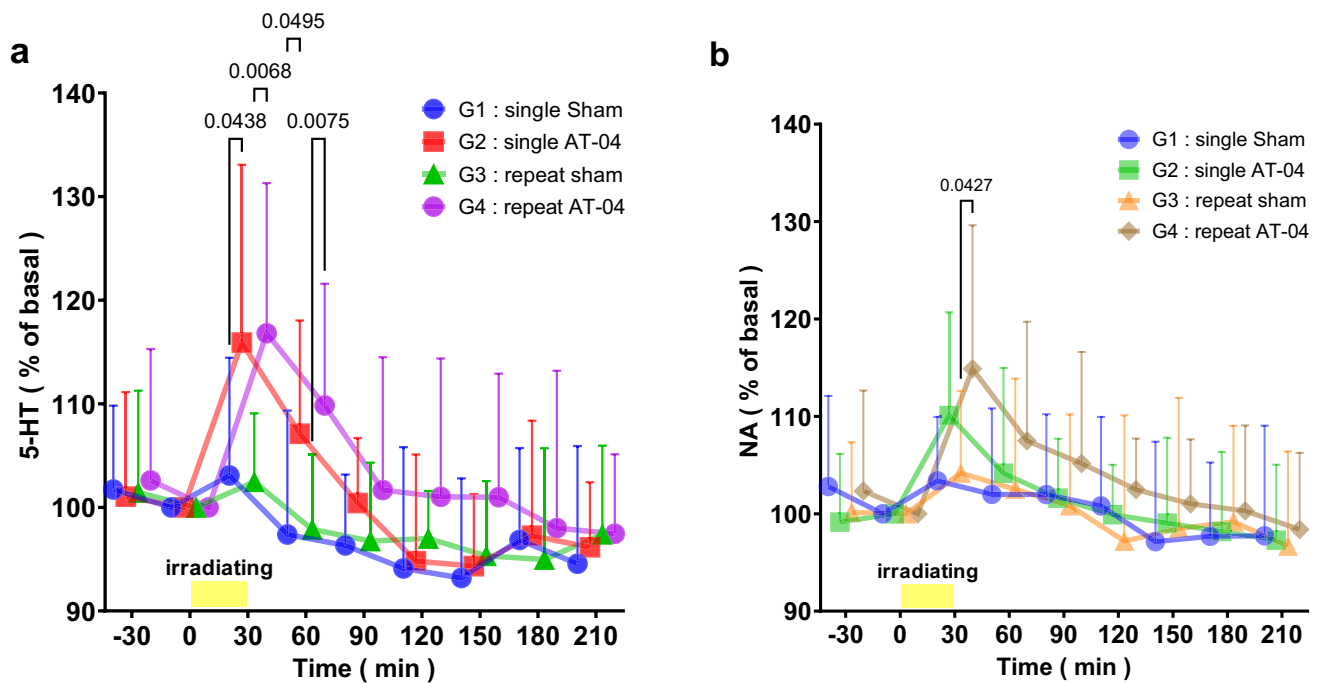 a
0.0495
0.0068
0.0438
0.0075
140
130
120
110
100
90
5-HT ( % of basal )
G1 : single Sham
G2 : single AT-04
G3 : repeat sham
G4 : repeat AT-04
irradiating
-30 0 30 60 90 120 150 180 210
Time ( min )
b
0.0427
140
130
120
110
100
90
NA ( % of basal )
G1 : single Sham
G2 : single AT-04
G3 : repeat sham
G4 : repeat AT-04
irradiating
-30 0 30 60 90 120 150 180 210
Time ( min )